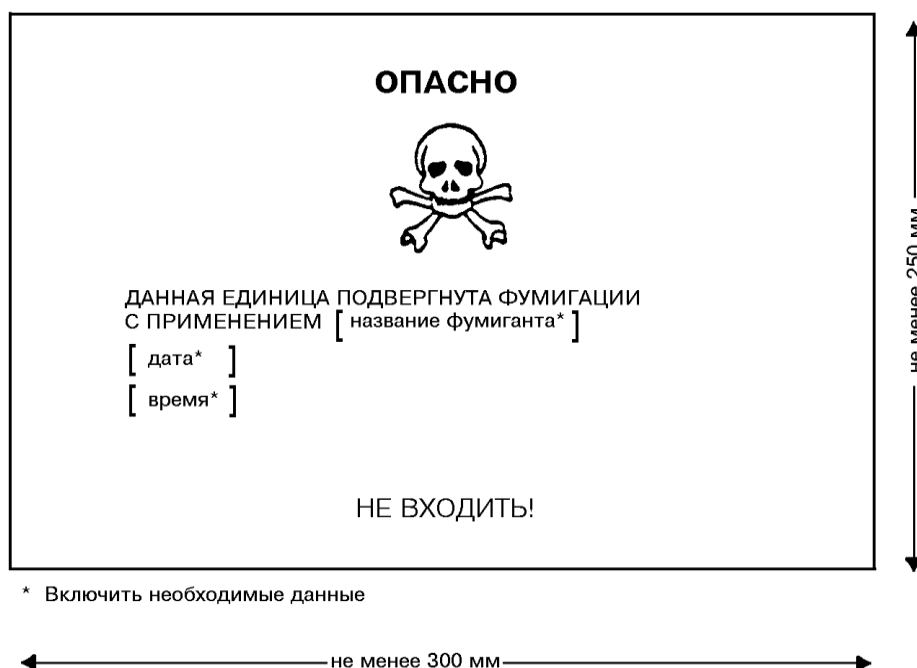 ОПАСНО
ДАННАЯ ЕДИНИЦА ПОДВЕРГНУТА ФУМИГАЦИИ
С ПРИМЕНЕНИЕМ [ название фумиганта* ]
[ дата* ]
[ время* ]
НЕ ВХОДИТЬ!
* Включить необходимые данные
не менее 300 мм
не менее 250 мм